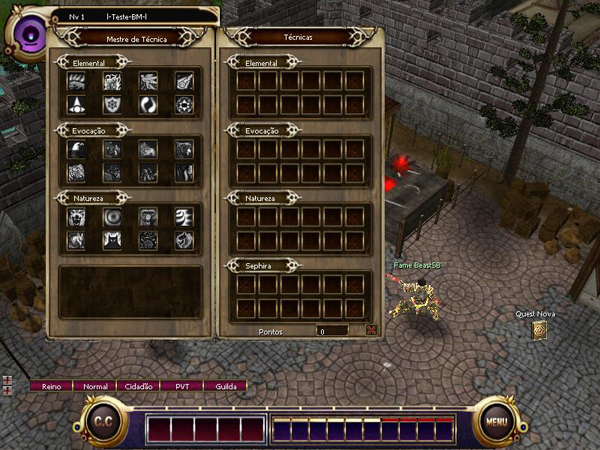 Nv 1 l-Teste-BM-l
Mestre de Técnica
Técnicas
Elemental
Elemental
Evocação
Evocação
Natureza
Natureza
Sephira
Pontos 0
Fame BeastSB
Quest Nova
Reino Normal Cidadão PVT Guilda
C.C
MENU